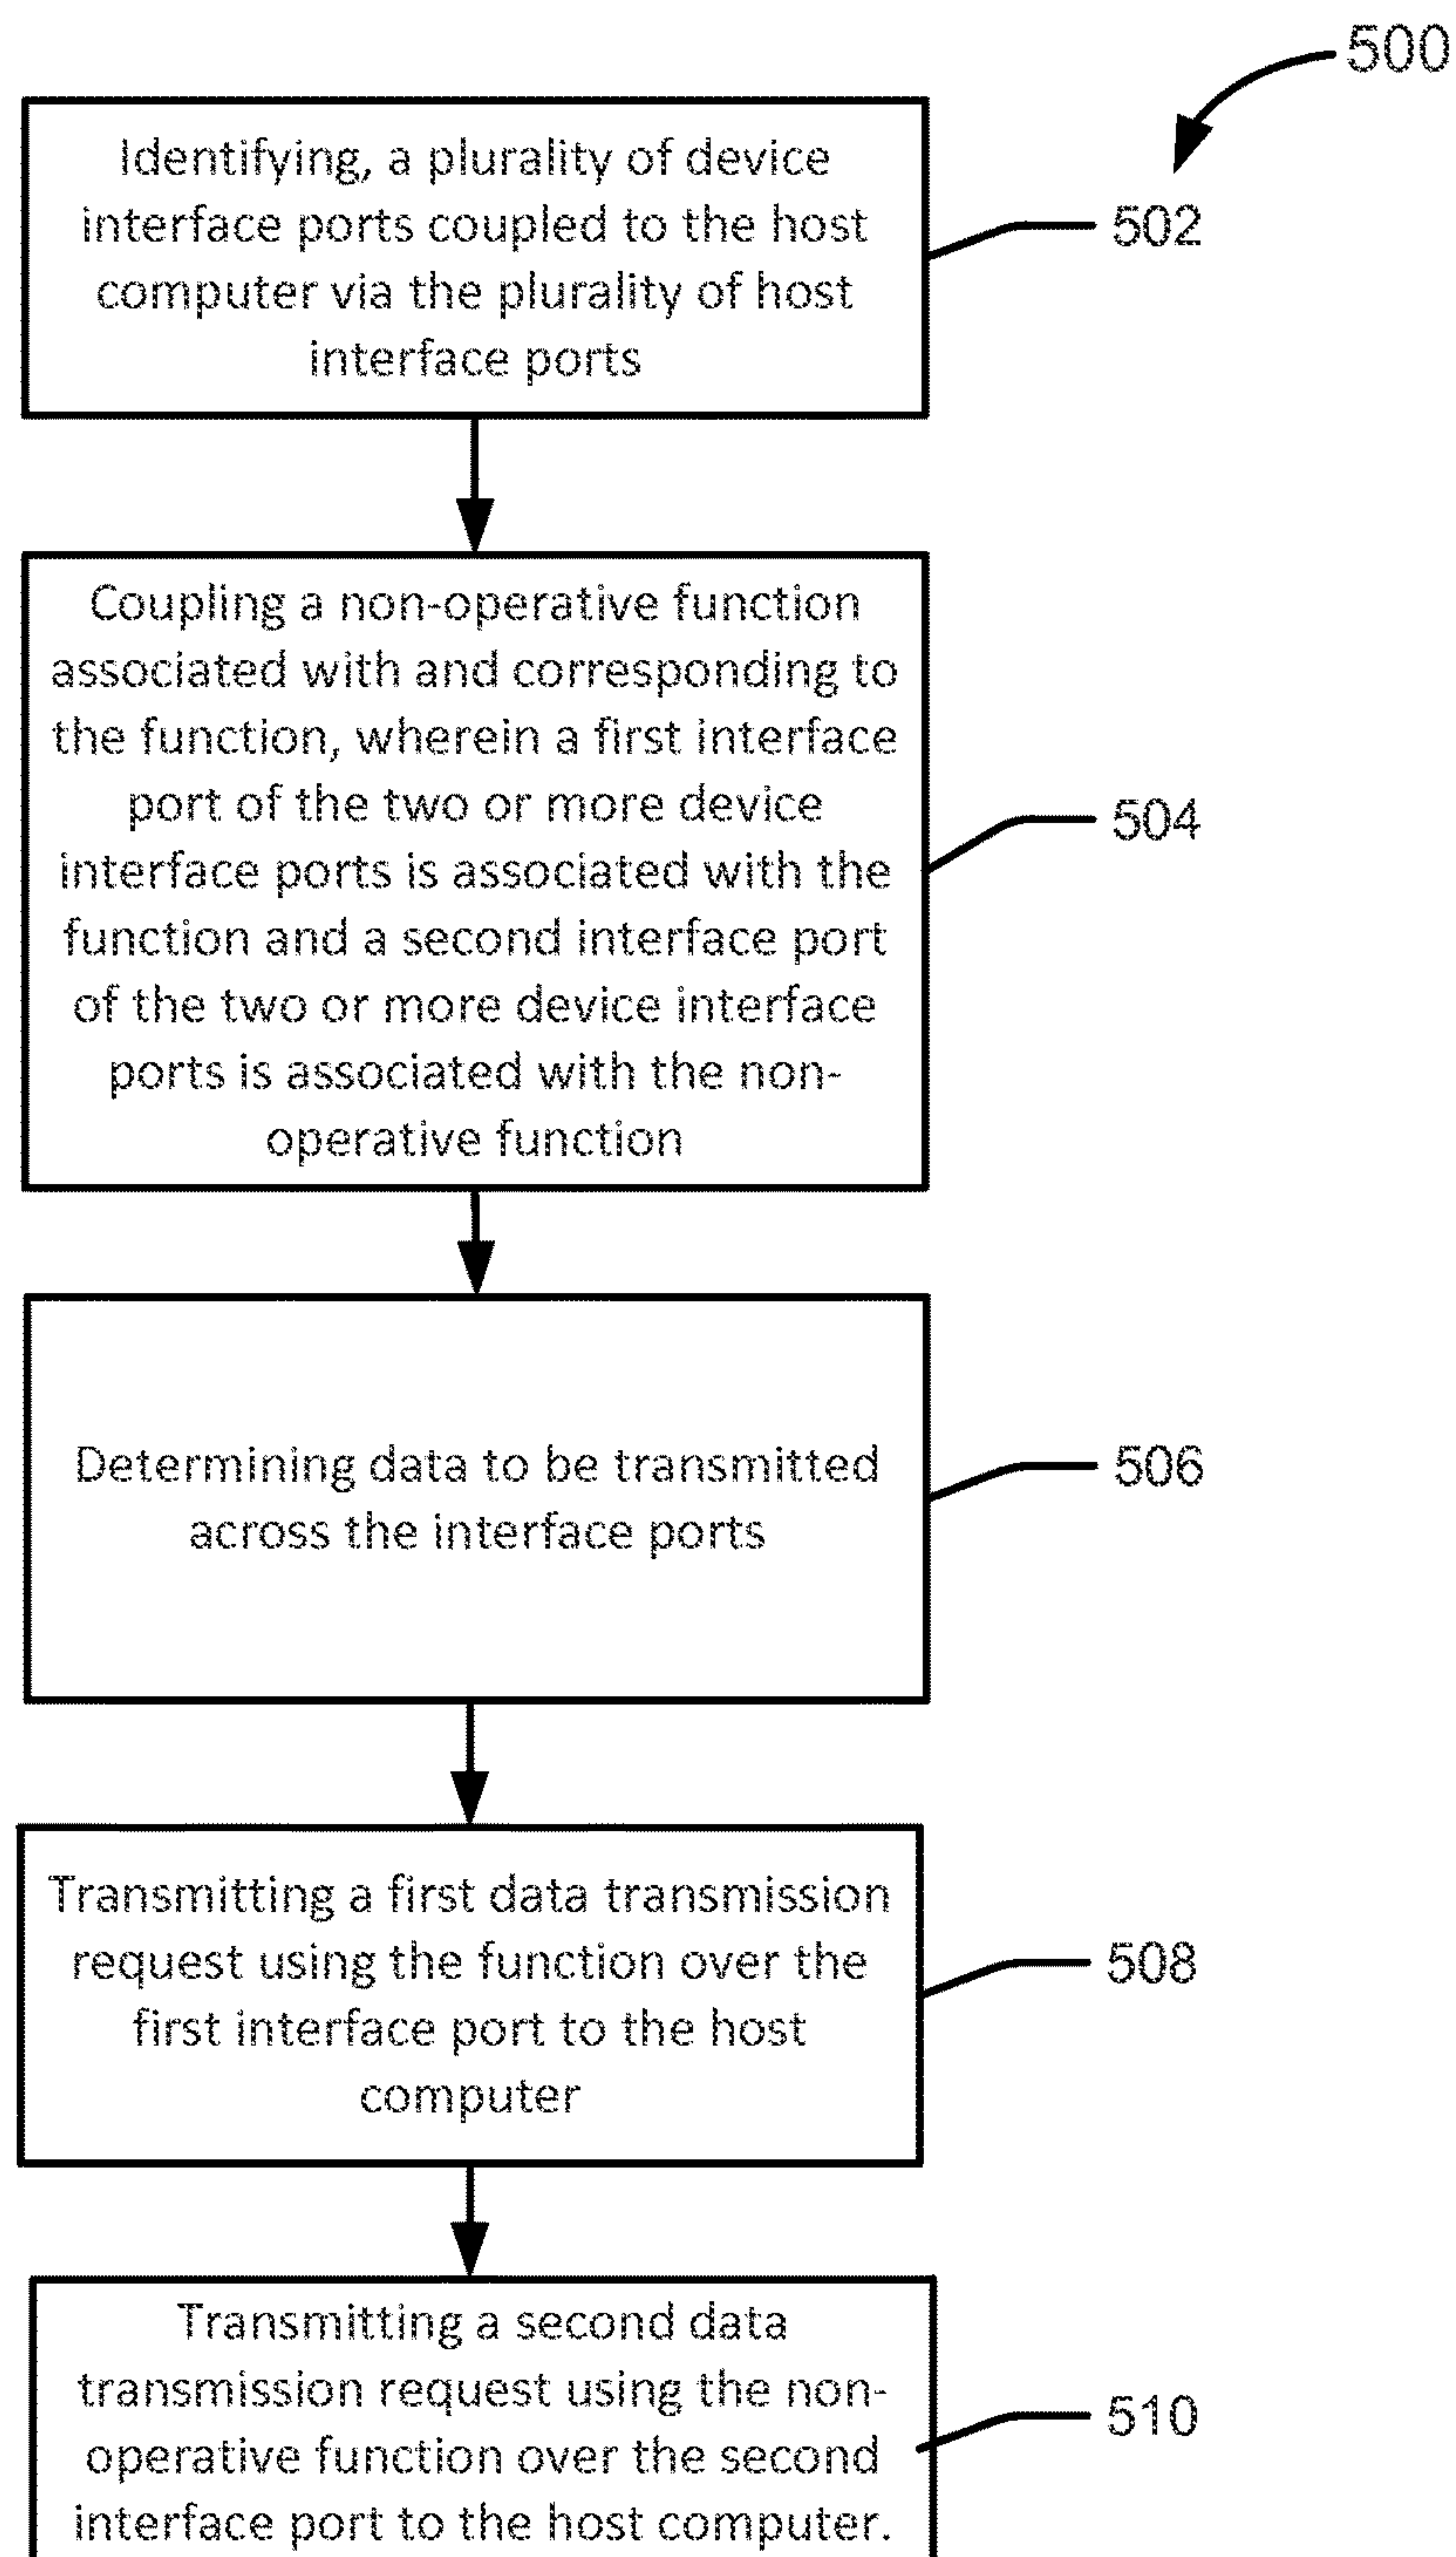 500
Identifying, a plurality of device
interface ports coupled to the host
computer via the plurality of host
interface ports
502
Coupling a non-operative function
associated with and corresponding to
the function, wherein a first interface
port of the two or more device
interface ports is associated with the
function and a second interface port
of the two or more device interface
ports is associated with the non-
operative function
504
Determining data to be transmitted
across the interface ports
506
Transmitting a first data transmission
request using the function over the
first interface port to the host
computer
508
Transmitting a second data
transmission request using the non-
operative function over the second
interface port to the host computer.
510